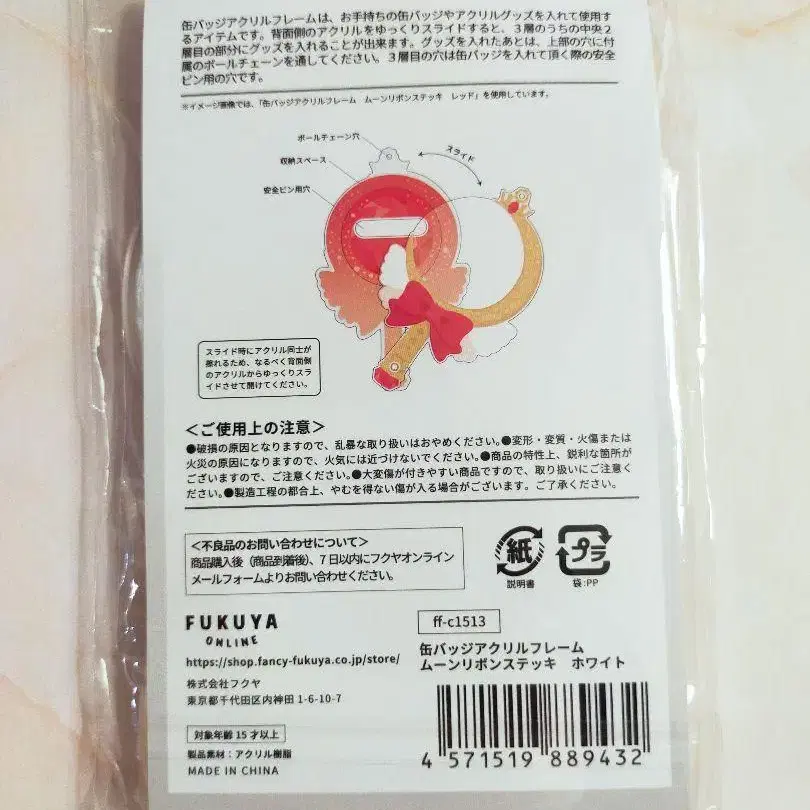 缶バッジアクリルフレームは、お手持ちの缶バッジやアクリルグッズを入れて使用す
るアイテムです。背面側のアクリルをゆっくりスライドすると、3層のうちの中央2
層目の部分にグッズを入れることが出来ます。グッズを入れたあとは、上部の穴に付
属のボールチェーンを通してください。3層目の穴は缶バッジを入れて頂く際の安全
ピン用の穴です。
※イメージ画像では、「缶バッジアクリルフレーム ムーンリボンステッキ レッド」を使用しています。
ボールチェーン穴
スライド
収納スペース
安全ピン用穴
スライド時にアクリル同士が
擦れるため、なるべく背面側
のアクリルからゆっくりスラ
イドさせて開けてください。
＜ご使用上の注意＞
●破損の原因となりますので、乱暴な取り扱いはおやめください。●変形・変質・火傷または
火災の原因になりますので、火気には近づけないでください。●商品の特性上、鋭利な箇所が
ございますので、ご注意ください。●大変傷が付きやすい商品ですので、取り扱いにご注意くだ
さい。●製造工程の都合上、やむを得ない傷が入る場合がございます。ご了承ください。
＜不良品のお問い合わせについて＞
商品購入後（商品到着後）、7日以内にフクヤオンライン
メールフォームよりお問い合わせください。
紙
説明書
プラ
袋:PP
FUKUYA
ONLINE
https://shop.fancy-fukuya.co.jp/store/
株式会社フクヤ
東京都千代田区内神田 1-6-10-7
対象年齢 15 才以上
製品素材：アクリル樹脂
MADE IN CHINA
ff-c1513
缶バッジアクリルフレーム
ムーンリボンステッキ ホワイト
4 571519 889432